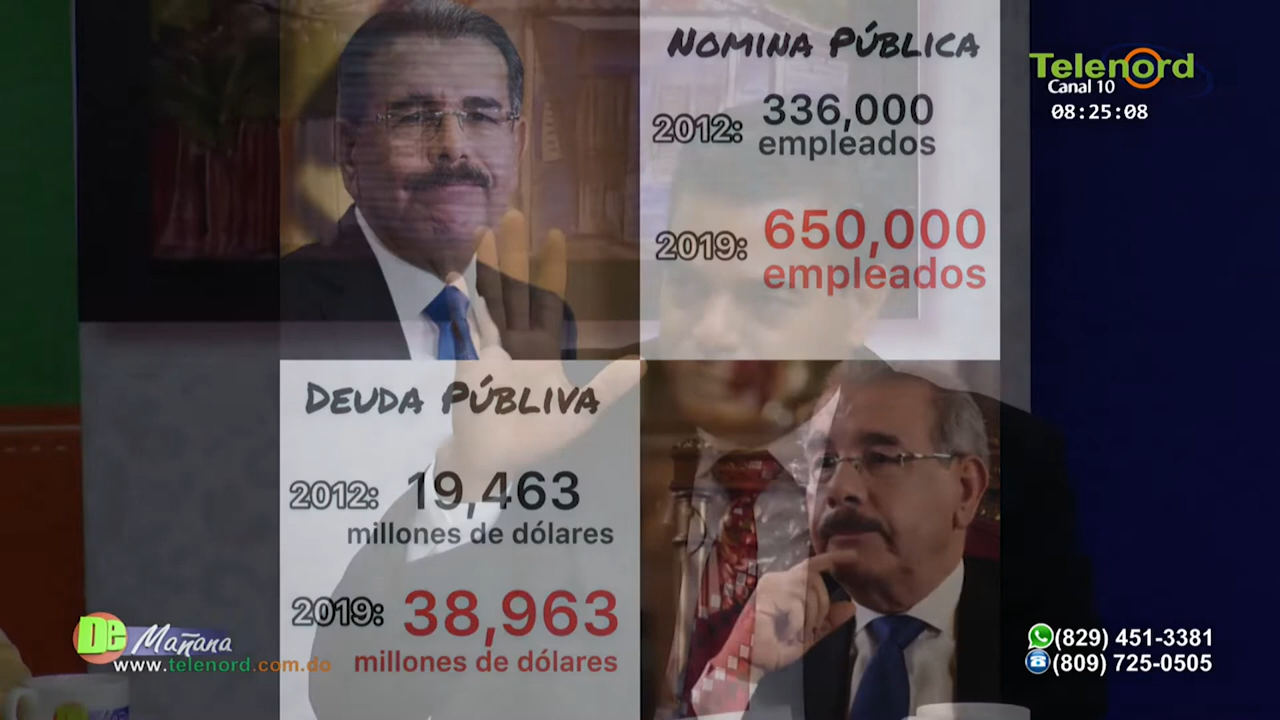 NOMINA PÚBLICA
2012: 336,000
empleados
2019: 650,000
empleados
Telenord
Canal 10
08:25:08
DEUDA PÚBLIVA
2012: 19,463
millones de dólares
2019: 38,963
millones de dólares
De Mañana
www.telenord.com.do
(829) 451-3381
(809) 725-0505